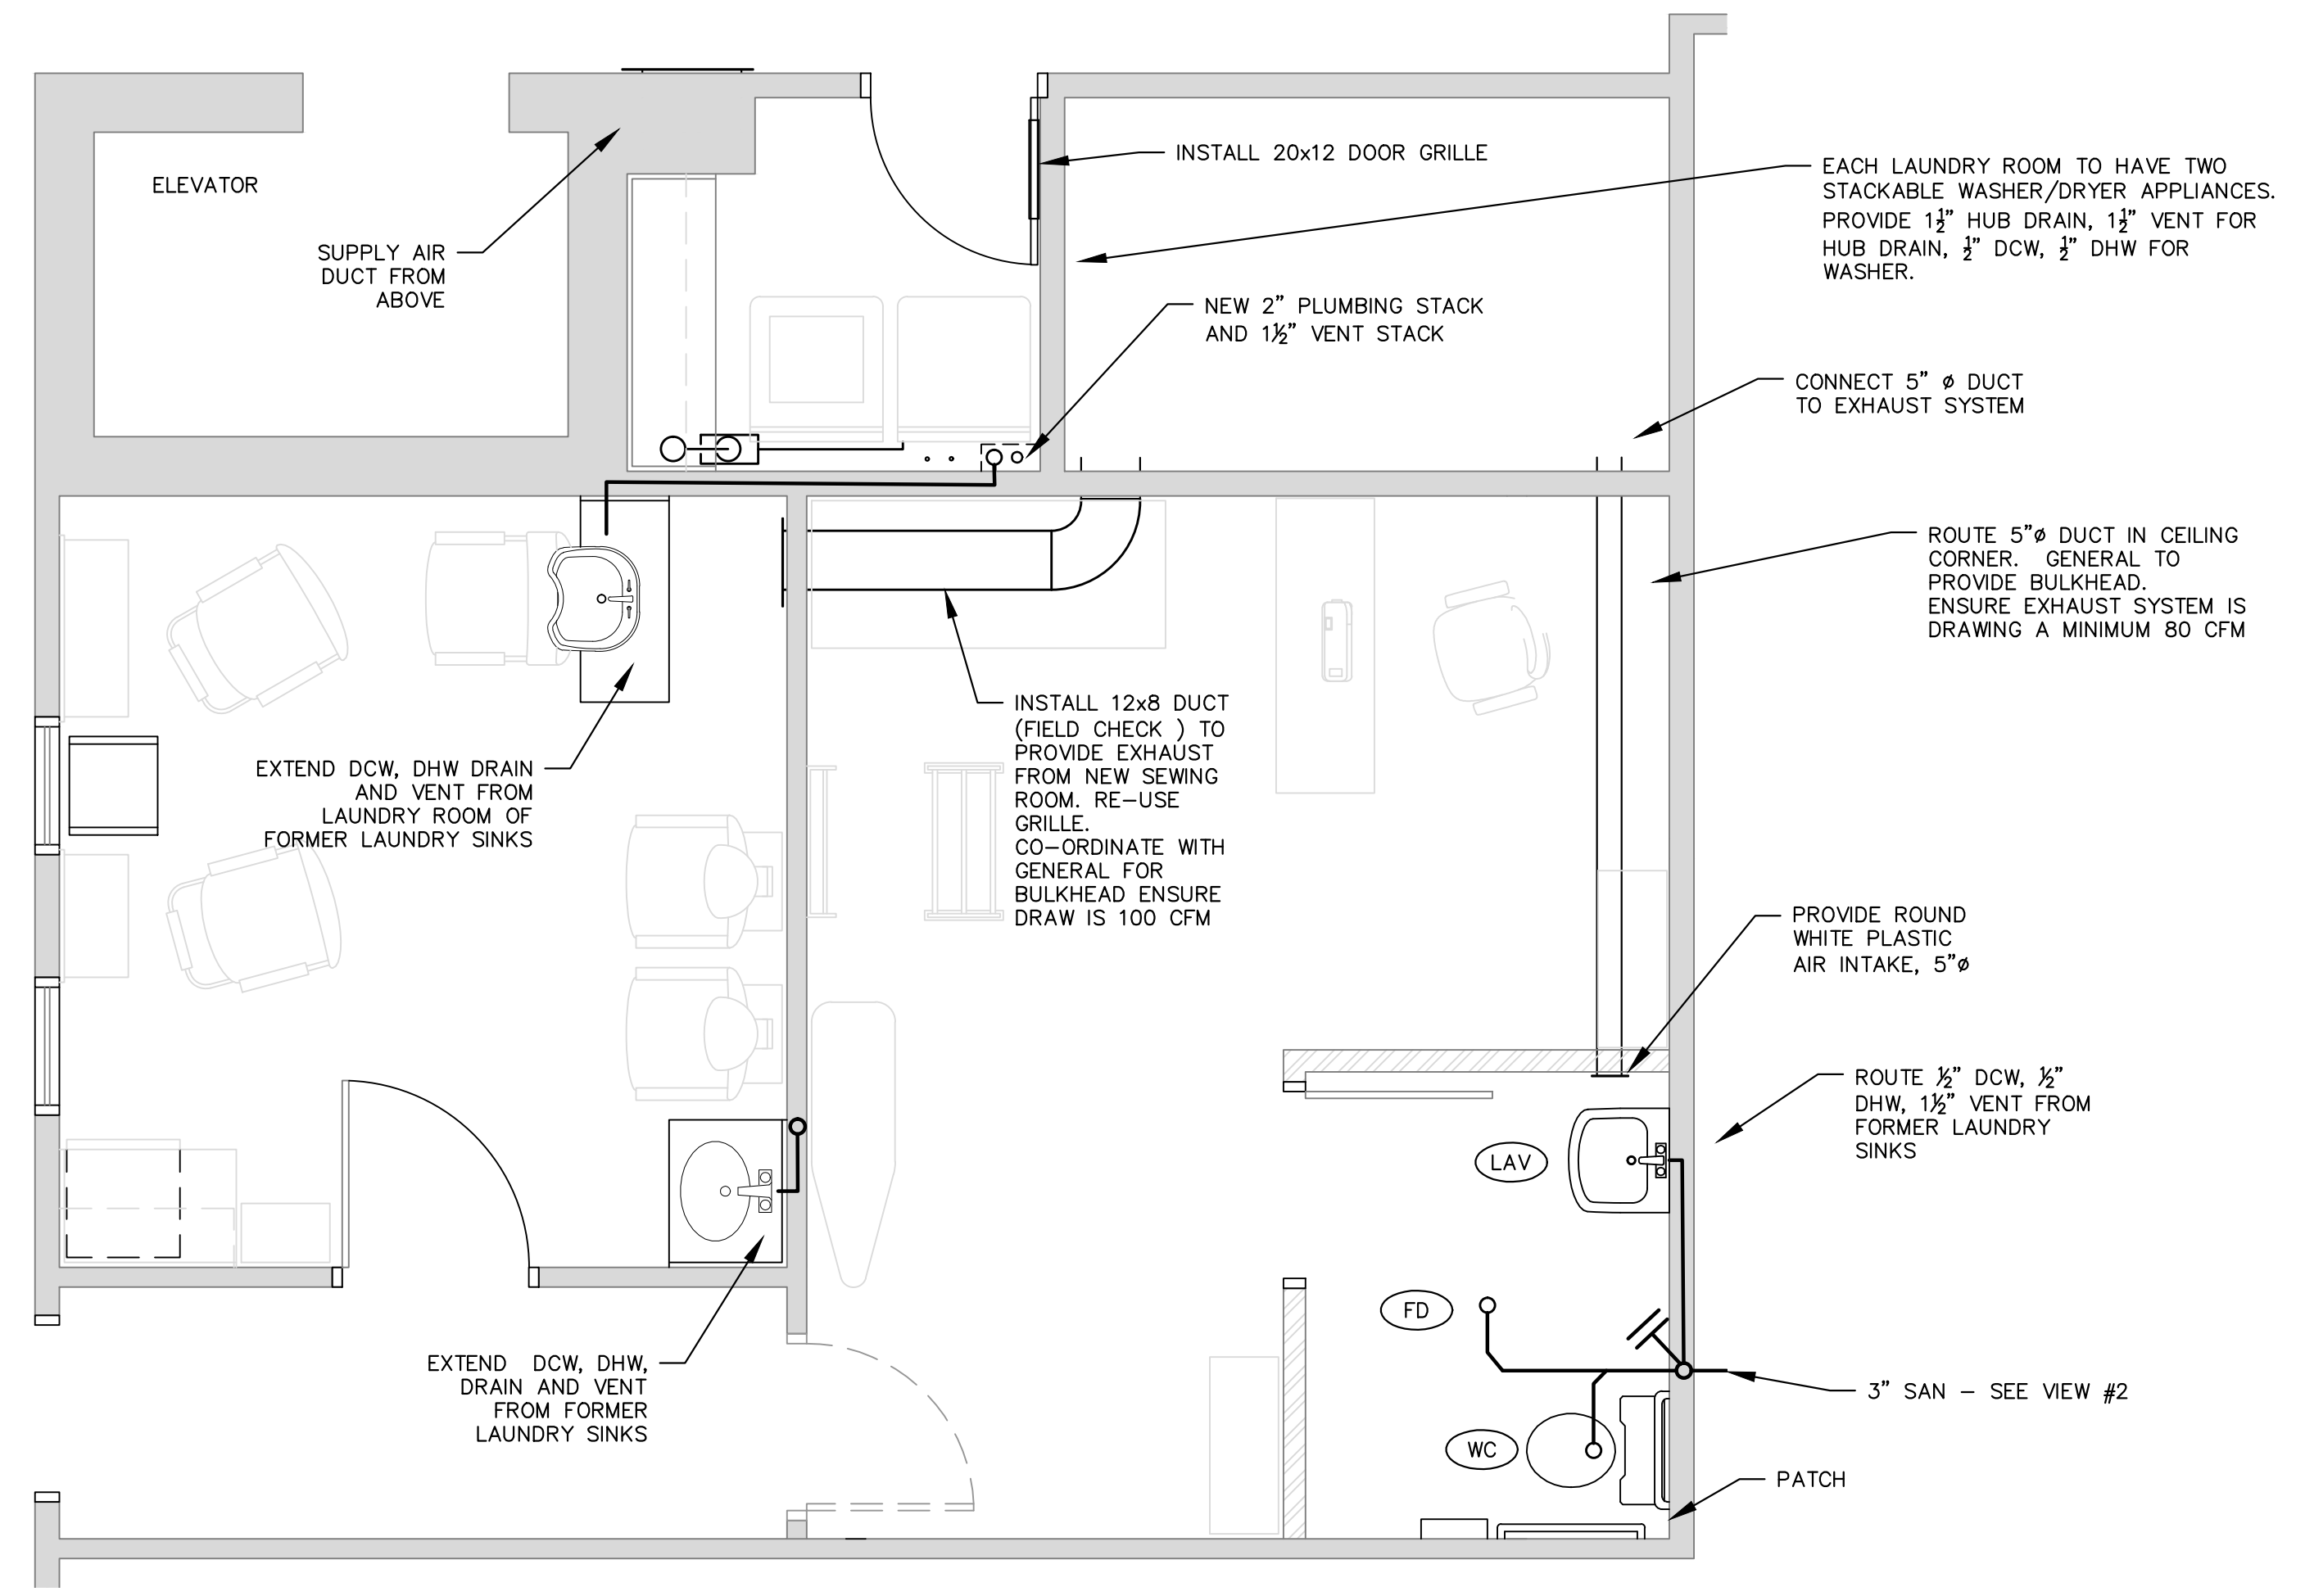 ELEVATOR
SUPPLY AIR
DUCT FROM
ABOVE
INSTALL 20x12 DOOR GRILLE
EACH LAUNDRY ROOM TO HAVE TWO
STACKABLE WASHER/DRYER APPLIANCES.
PROVIDE 1½” HUB DRAIN, 1½” VENT FOR
HUB DRAIN, ½” DCW, ½” DHW FOR
WASHER.
NEW 2” PLUMBING STACK
AND 1½” VENT STACK
CONNECT 5” ø DUCT
TO EXHAUST SYSTEM
ROUTE 5”ø DUCT IN CEILING
CORNER. GENERAL TO
PROVIDE BULKHEAD.
ENSURE EXHAUST SYSTEM IS
DRAWING A MINIMUM 80 CFM
INSTALL 12x8 DUCT
(FIELD CHECK ) TO
PROVIDE EXHAUST
FROM NEW SEWING
ROOM. RE-USE
GRILLE.
CO-ORDINATE WITH
GENERAL FOR
BULKHEAD ENSURE
DRAW IS 100 CFM
EXTEND DCW, DHW DRAIN
AND VENT FROM
LAUNDRY ROOM OF
FORMER LAUNDRY SINKS
PROVIDE ROUND
WHITE PLASTIC
AIR INTAKE, 5”ø
ROUTE ½” DCW, ½”
DHW, 1½” VENT FROM
FORMER LAUNDRY
SINKS
LAV
FD
EXTEND DCW, DHW,
DRAIN AND VENT
FROM FORMER
LAUNDRY SINKS
3” SAN - SEE VIEW #2
WC
PATCH